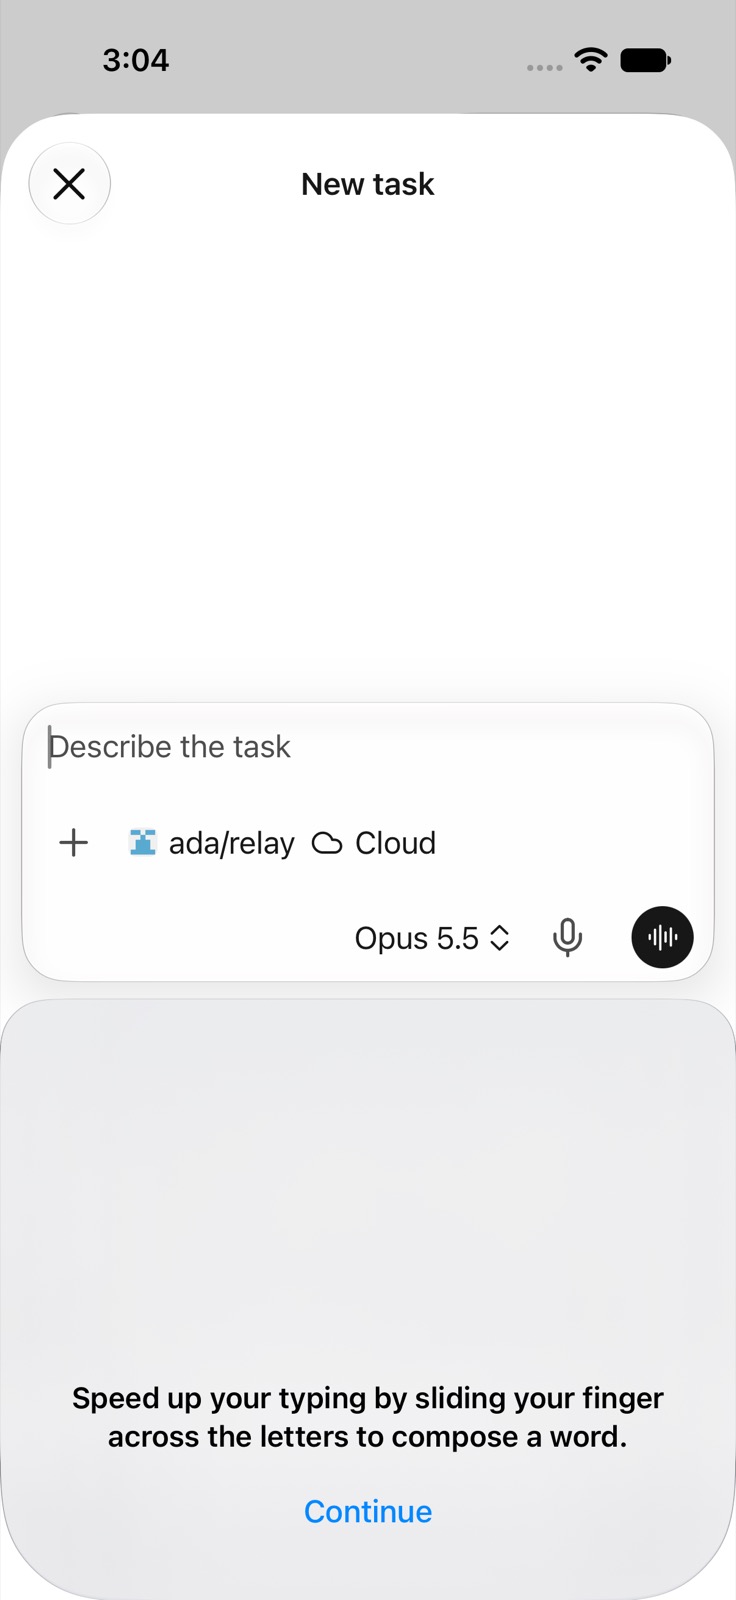 3:04
New task
Describe the task
ada/relay Cloud
Opus 5.5
Speed up your typing by sliding your finger
across the letters to compose a word.
Continue